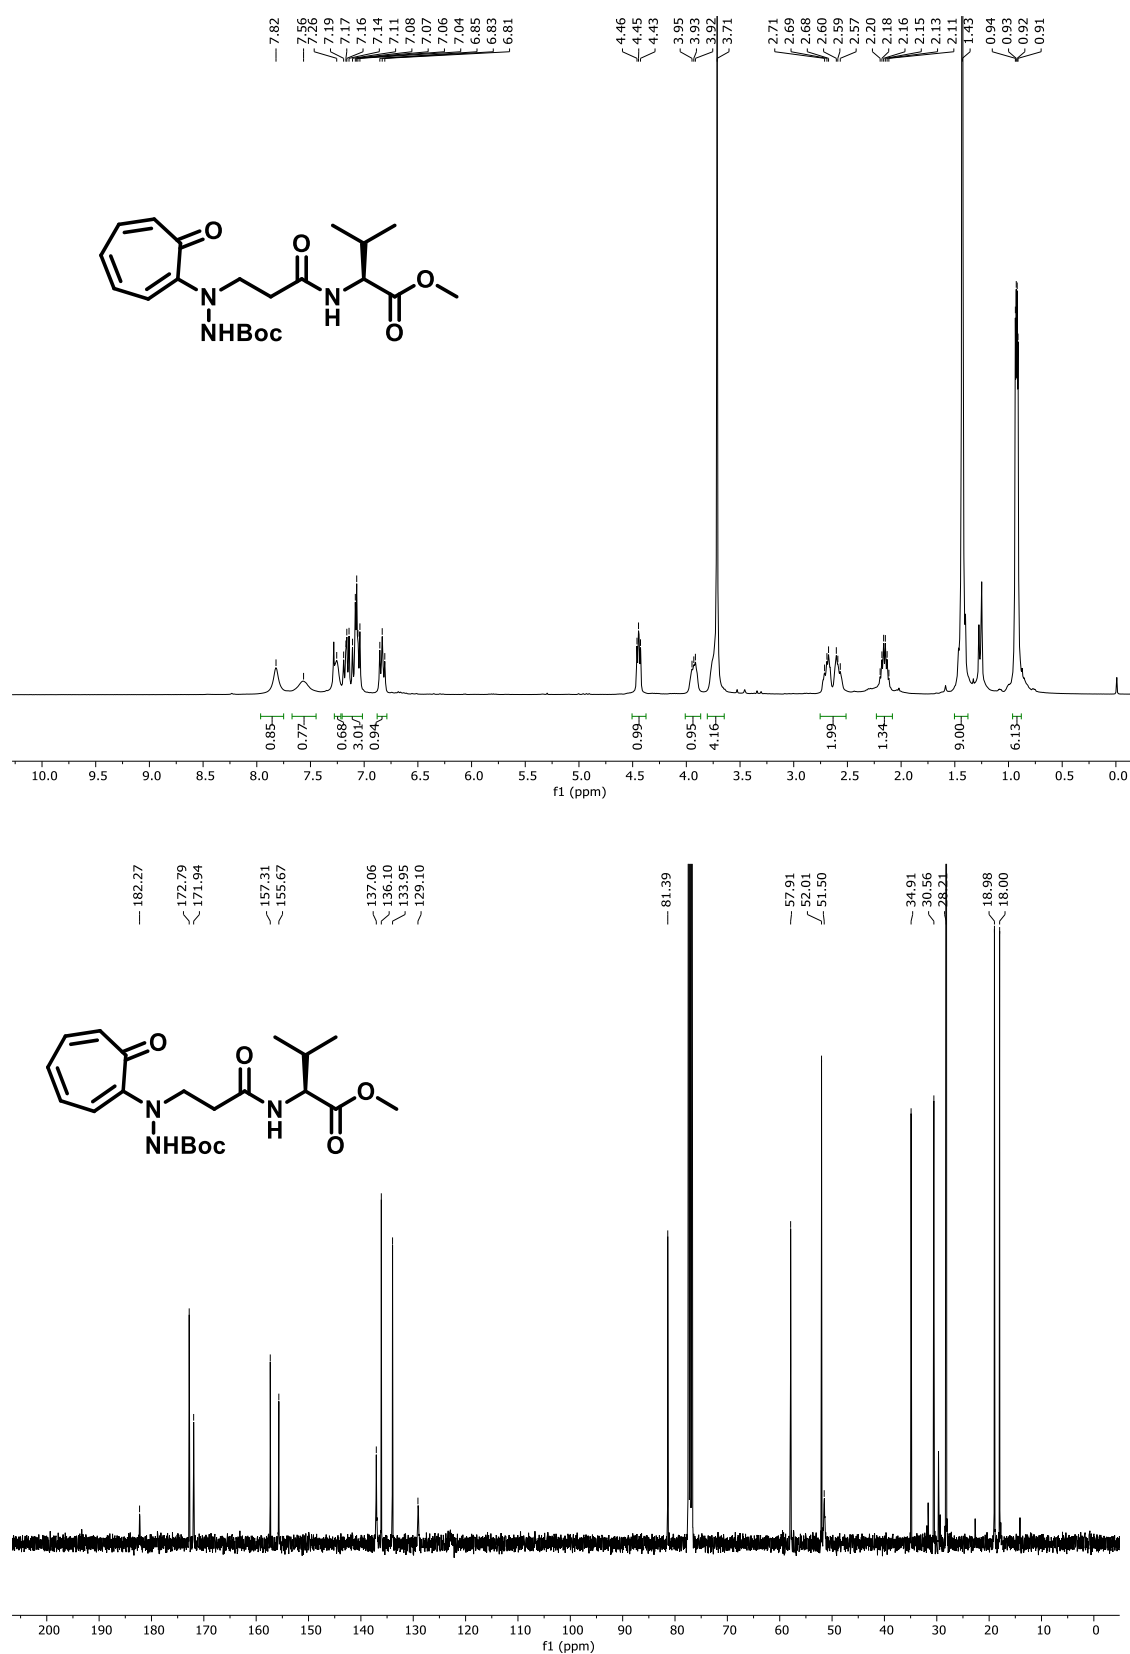 7.82 7.56 7.26 7.19 7.17 7.16 7.14 7.11 7.08 7.07 7.06 7.04 6.85 6.83 6.81 4.46 4.45 4.43 3.95 3.93 3.92 3.71 2.71 2.69 2.68 2.60 2.59 2.57 2.20 2.18 2.16 2.15 2.13 2.11 1.43 0.94 0.93 0.92 0.91
O
O
O
N
N
H
O
NHBoc
0.85 0.77 0.68 3.01 0.94 0.99 0.95 4.16 1.99 1.34 9.00 6.13
10.0 9.5 9.0 8.5 8.0 7.5 7.0 6.5 6.0 5.5 5.0 4.5 4.0 3.5 3.0 2.5 2.0 1.5 1.0 0.5 0.0
f1 (ppm)
182.27 172.79 171.94 157.31 155.67 137.06 136.10 133.95 129.10 81.39 57.91 52.01 51.50 34.91 30.56 28.21 18.98 18.00
O
O
O
N
N
H
O
NHBoc
200 190 180 170 160 150 140 130 120 110 100 90 80 70 60 50 40 30 20 10 0
f1 (ppm)